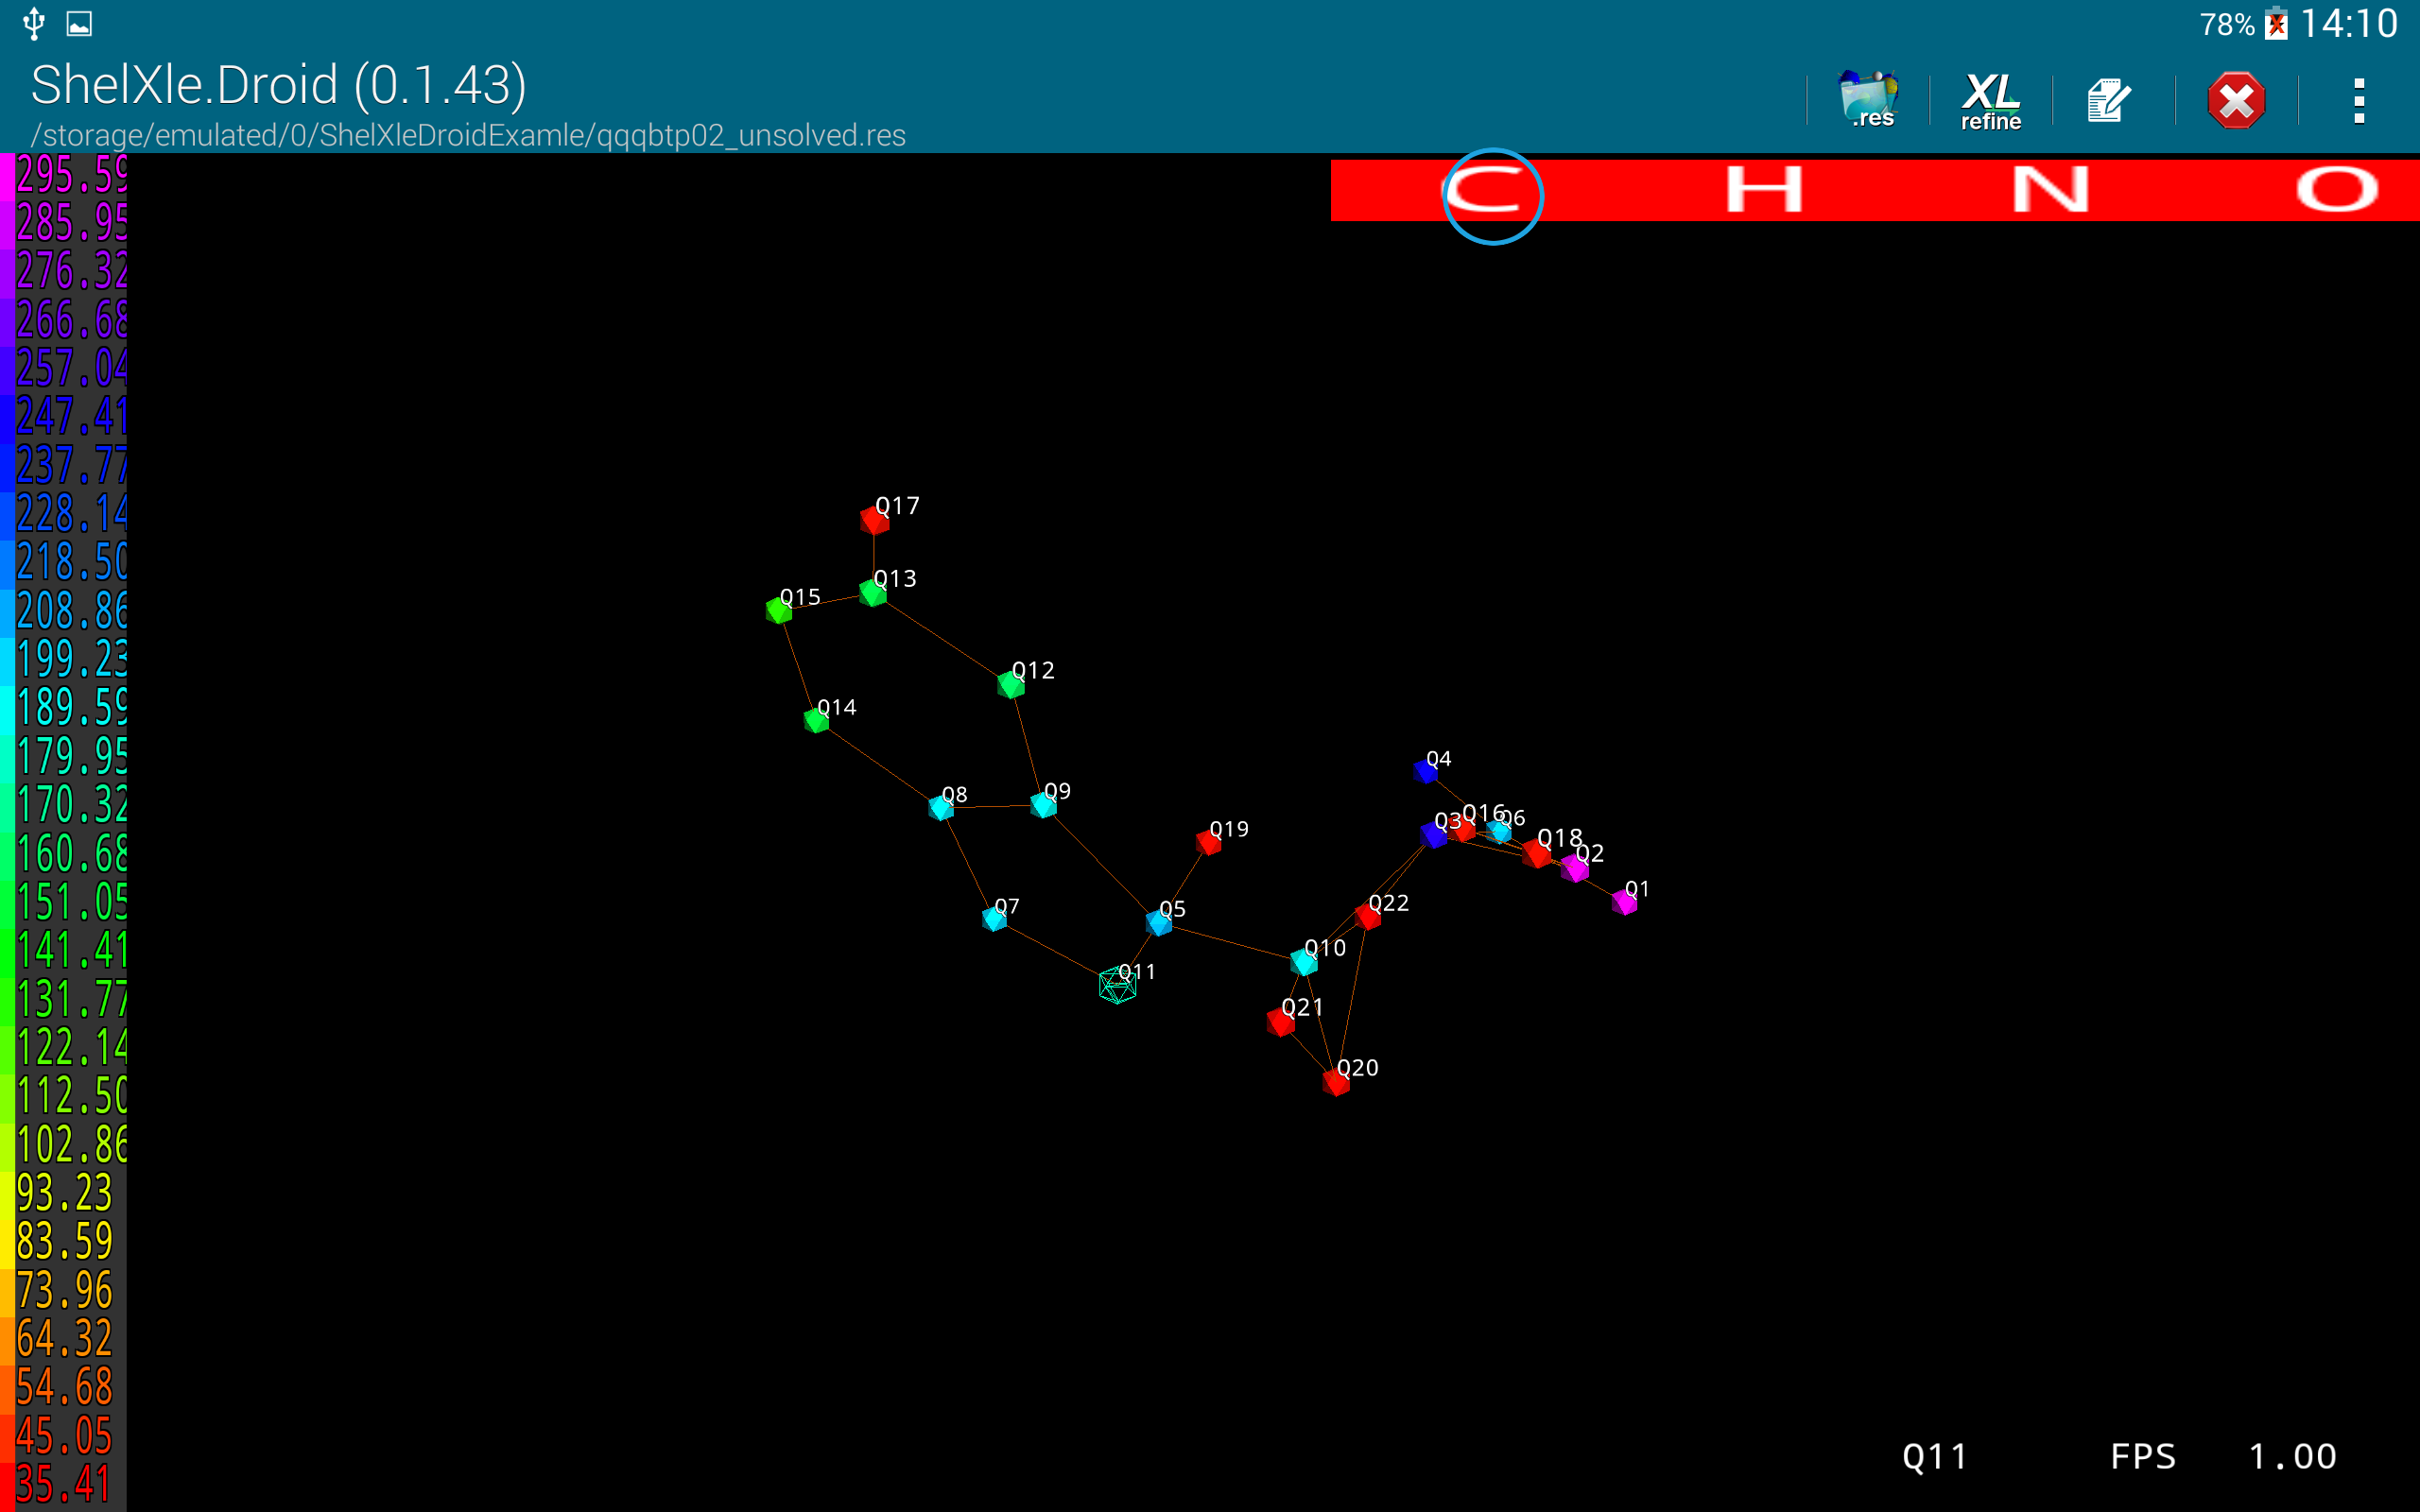 78% 14:10
ShelXle.Droid (0.1.43)
.res
XL
refine
/storage/emulated/0/ShelXleDroidExamle/qqqbtp02_unsolved.res
C H N O
295.59
285.95
276.32
266.68
257.04
247.41
237.77
228.14
218.50
208.86
199.23
189.59
179.95
170.32
160.68
151.05
141.41
131.77
122.14
112.50
102.86
93.23
83.59
73.96
64.32
54.68
45.05
35.41
Q17
Q13
Q15
Q12
Q14
Q4
Q8
Q9
Q3
Q16
Q6
Q19
Q18
Q2
Q1
Q7
Q5
Q22
Q10
Q11
Q21
Q20
Q11 FPS 1.00